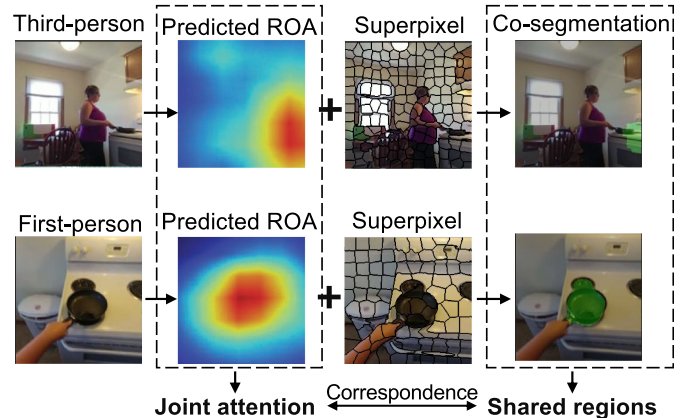 Third-person Predicted ROA Superpixel Co-segmentation
+
First-person Predicted ROA Superpixel
+
Correspondence
Joint attention Shared regions